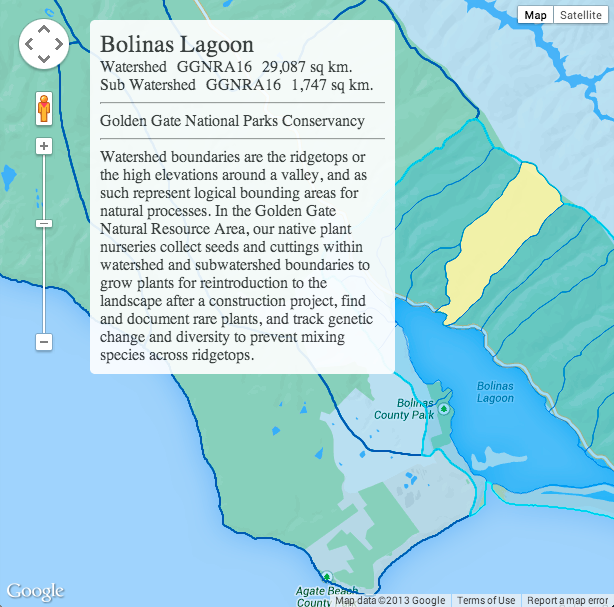 Map Satellite
Bolinas Lagoon
Watershed GGNRA16 29,087 sq km.
Sub Watershed GGNRA16 1,747 sq km.
Golden Gate National Parks Conservancy
Watershed boundaries are the ridgetops or
the high elevations around a valley, and as
such represent logical bounding areas for
natural processes. In the Golden Gate
Natural Resource Area, our native plant
nurseries collect seeds and cuttings within
watershed and subwatershed boundaries to
grow plants for reintroduction to the
landscape after a construction project, find
and document rare plants, and track genetic
change and diversity to prevent mixing
species across ridgetops.
Bolinas
Lagoon
Bolinas
County Park
Agate Beach
County
Google
Map data ©2013 Google Terms of Use Report a map error